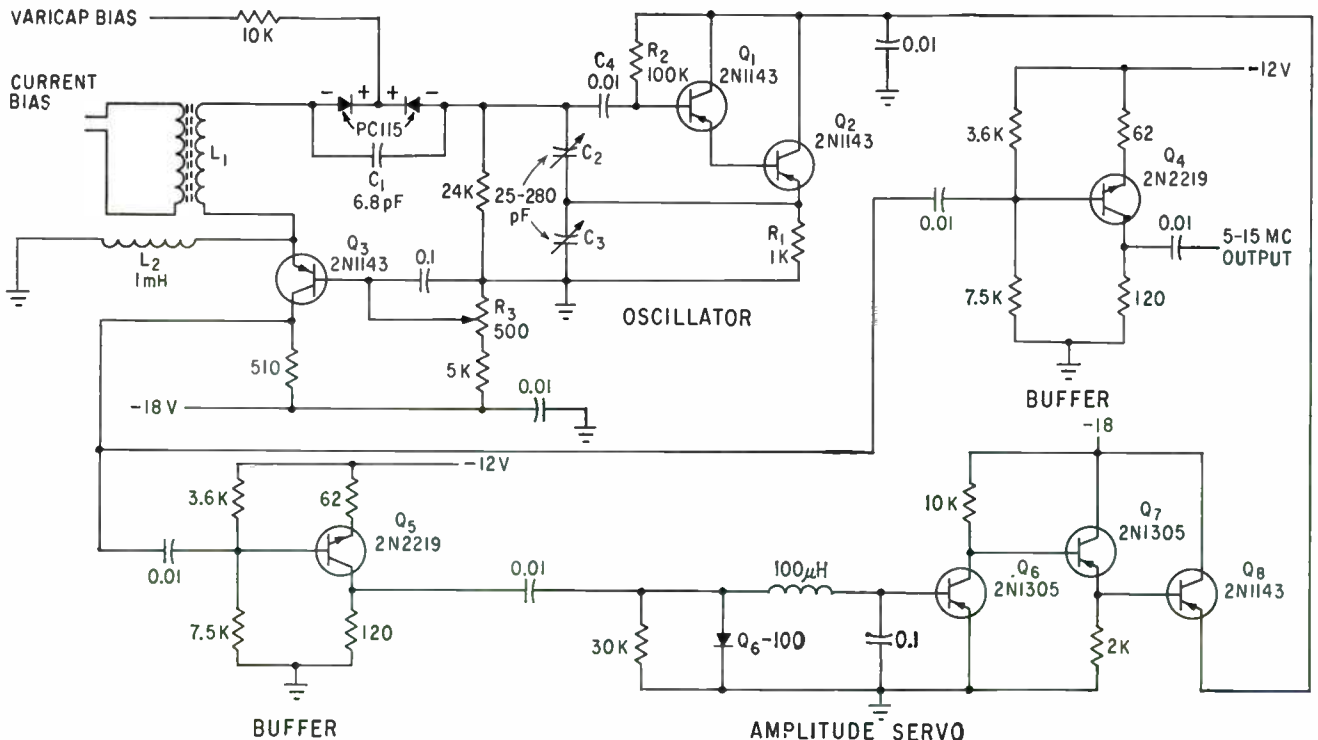 VARICAP BIAS
10K
CURRENT
BIAS
L1
- + + -
PC115
C1
6.8pF
24K
C4
0.01
R2
100K
Q1
2N1143
Q2
2N1143
0.01
C2
25-280
pF
C3
R1
1K
OSCILLATOR
L2
1mH
Q3
2N1143
0.1
R3
500
5K
510
-18V
0.01
-12V
3.6K
62
Q4
2N2219
0.01
0.01
5-15 MC
OUTPUT
7.5K
120
BUFFER
-12V
3.6K
62
Q5
2N2219
0.01
7.5K
120
BUFFER
0.01
30K
Q6-100
100μH
0.1
-18
10K
Q6
2N1305
Q7
2N1305
2K
Q8
2N1143
AMPLITUDE SERVO